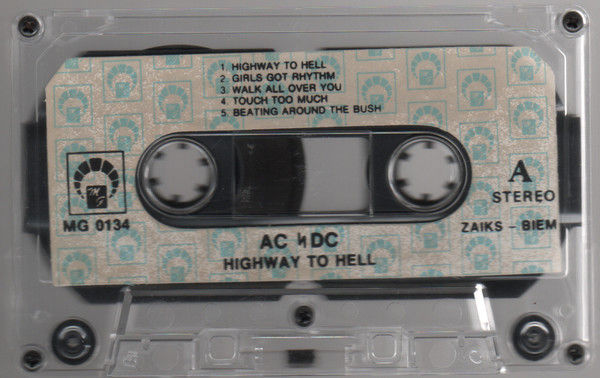 1. HIGHWAY TO HELL
2. GIRLS GOT RHYTHM
3. WALK ALL OVER YOU
4. TOUCH TOO MUCH
5. BEATING AROUND THE BUSH
MG 0134
A
STEREO
ZAIKS – BIEM
AC ϟ DC
HIGHWAY TO HELL